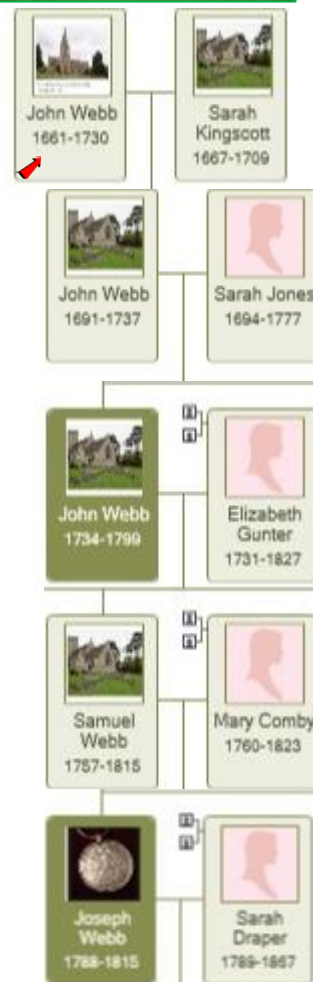 John Webb
1661-1730
Sarah
Kingscott
1667-1709
John Webb
1691-1737
Sarah Jones
1694-1777
John Webb
1734-1799
Elizabeth
Gunter
1731-1827
Samuel
Webb
1757-1815
Mary Comby
1760-1823
Joseph
Webb
1788-1815
Sarah
Draper
1789-1867